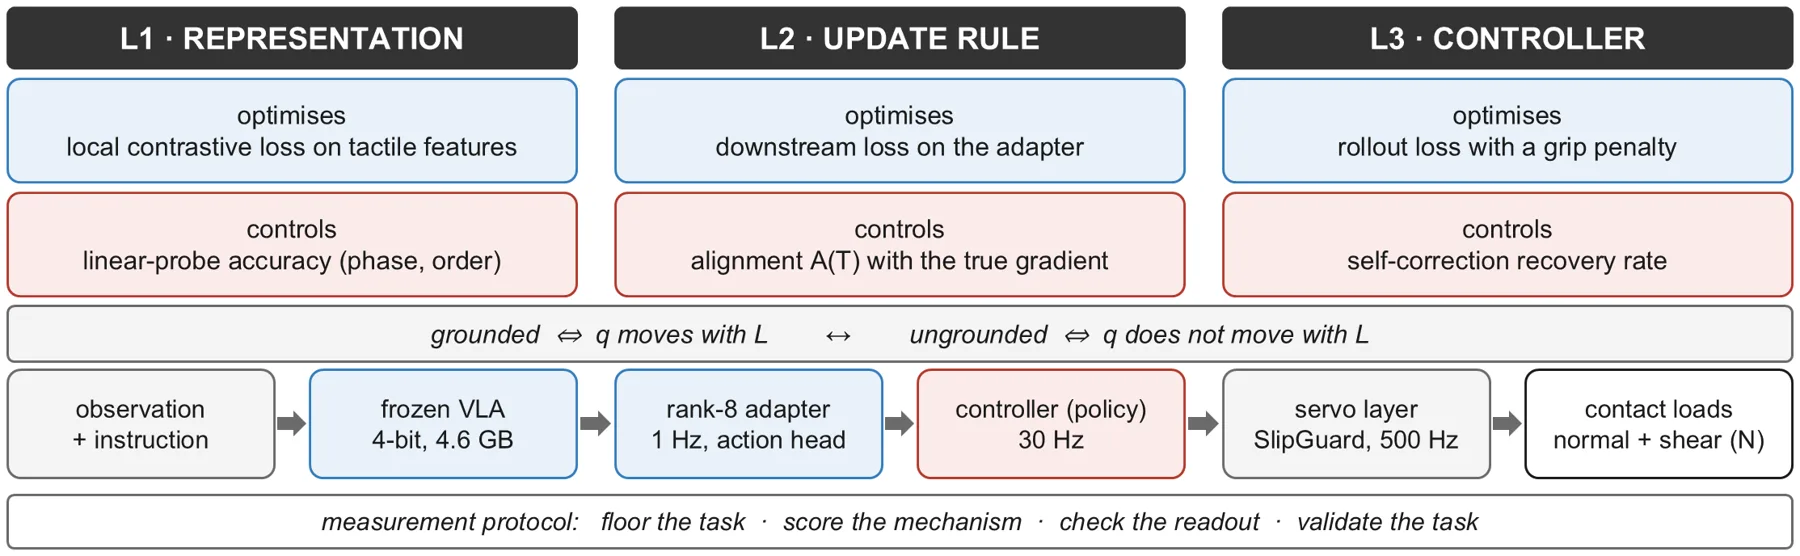 L1 · REPRESENTATION
L2 · UPDATE RULE
L3 · CONTROLLER
optimises
local contrastive loss on tactile features
optimises
downstream loss on the adapter
optimises
rollout loss with a grip penalty
controls
linear-probe accuracy (phase, order)
controls
alignment A(T) with the true gradient
controls
self-correction recovery rate
grounded ⇔ q moves with L ↔ ungrounded ⇔ q does not move with L
observation
+ instruction
frozen VLA
4-bit, 4.6 GB
rank-8 adapter
1 Hz, action head
controller (policy)
30 Hz
servo layer
SlipGuard, 500 Hz
contact loads
normal + shear (N)
measurement protocol: floor the task · score the mechanism · check the readout · validate the task